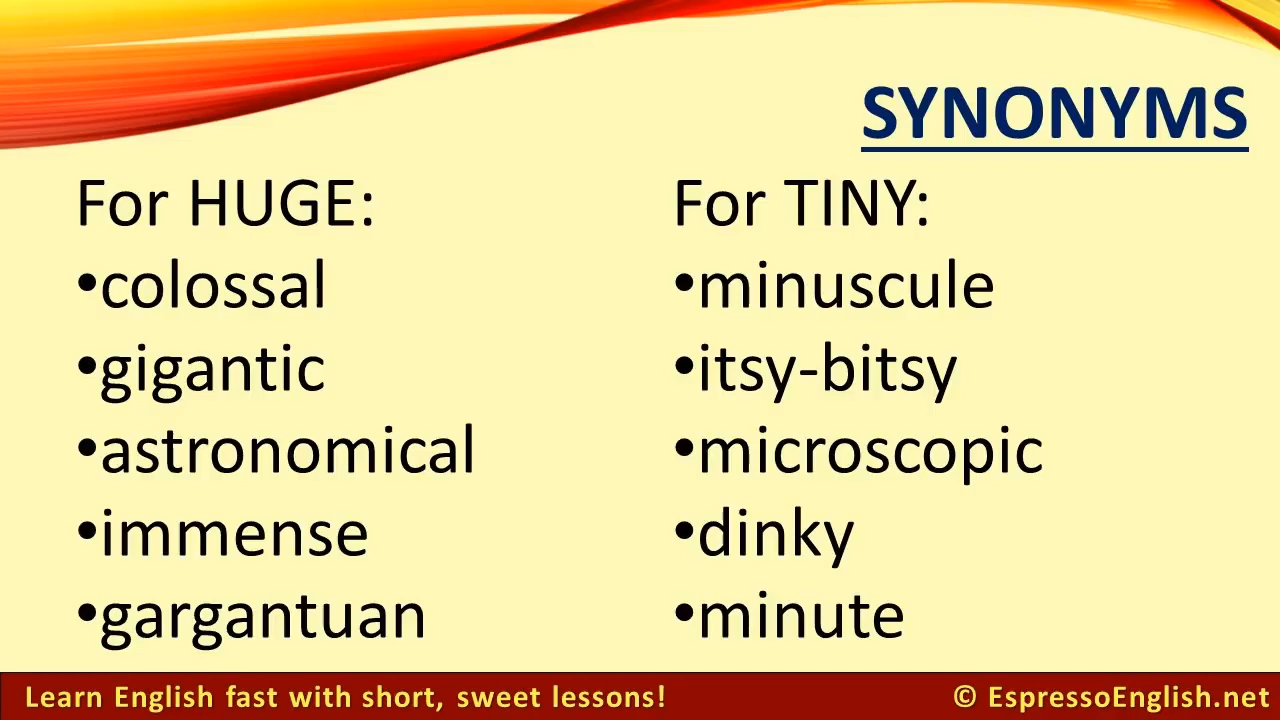 SYNONYMS
For HUGE:
•colossal
•gigantic
•astronomical
•immense
•gargantuan
For TINY:
•minuscule
•itsy-bitsy
•microscopic
•dinky
•minute
Learn English fast with short, sweet lessons!
© EspressoEnglish.net